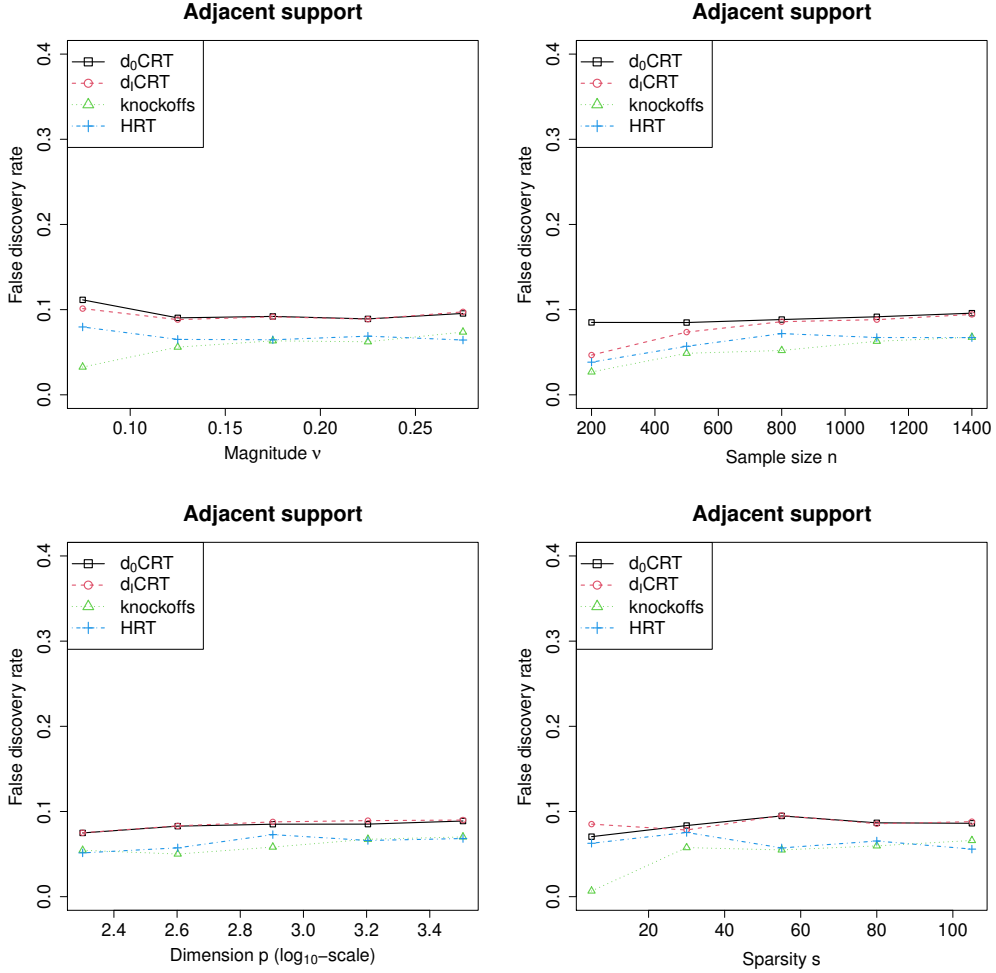 Adjacent support
d₀CRT
dₗCRT
knockoffs
HRT
False discovery rate
0.0
0.1
0.2
0.3
0.4
0.10
0.15
0.20
0.25
Magnitude ν
Adjacent support
d₀CRT
dₗCRT
knockoffs
HRT
False discovery rate
0.0
0.1
0.2
0.3
0.4
200
400
600
800
1000
1200
1400
Sample size n
Adjacent support
d₀CRT
dₗCRT
knockoffs
HRT
False discovery rate
0.0
0.1
0.2
0.3
0.4
2.4
2.6
2.8
3.0
3.2
3.4
Dimension p (log₁₀−scale)
Adjacent support
d₀CRT
dₗCRT
knockoffs
HRT
False discovery rate
0.0
0.1
0.2
0.3
0.4
20
40
60
80
100
Sparsity s